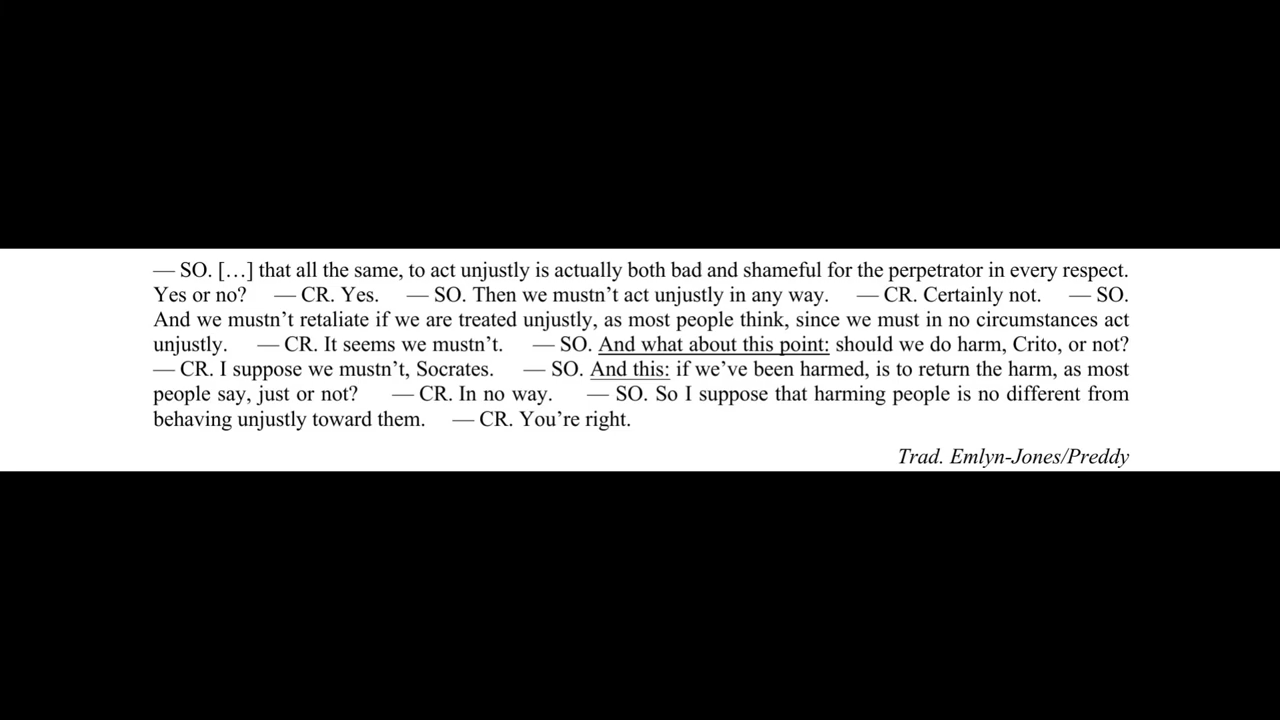 — SO. […] that all the same, to act unjustly is actually both bad and shameful for the perpetrator in every respect.
Yes or no? — CR. Yes. — SO. Then we mustn’t act unjustly in any way. — CR. Certainly not. — SO.
And we mustn’t retaliate if we are treated unjustly, as most people think, since we must in no circumstances act
unjustly. — CR. It seems we mustn’t. — SO. And what about this point: should we do harm, Crito, or not?
— CR. I suppose we mustn’t, Socrates. — SO. And this: if we’ve been harmed, is to return the harm, as most
people say, just or not? — CR. In no way. — SO. So I suppose that harming people is no different from
behaving unjustly toward them. — CR. You’re right.
Trad. Emlyn-Jones/Preddy